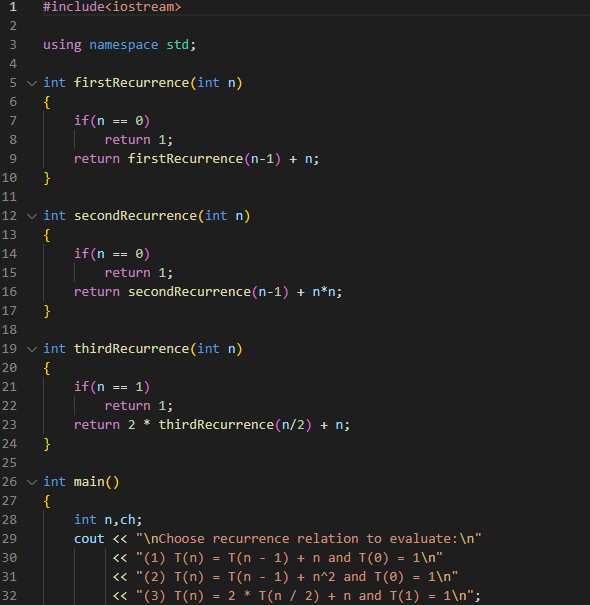 1 #include<iostream>
2
3 using namespace std;
4
5 int firstRecurrence(int n)
6 {
7     if(n == 0)
8         return 1;
9     return firstRecurrence(n-1) + n;
10 }
11
12 int secondRecurrence(int n)
13 {
14     if(n == 0)
15         return 1;
16     return secondRecurrence(n-1) + n*n;
17 }
18
19 int thirdRecurrence(int n)
20 {
21     if(n == 1)
22         return 1;
23     return 2 * thirdRecurrence(n/2) + n;
24 }
25
26 int main()
27 {
28     int n,ch;
29     cout << "\nChoose recurrence relation to evaluate:\n"
30          << "(1) T(n) = T(n - 1) + n and T(0) = 1\n"
31          << "(2) T(n) = T(n - 1) + n^2 and T(0) = 1\n"
32          << "(3) T(n) = 2 * T(n / 2) + n and T(1) = 1\n";